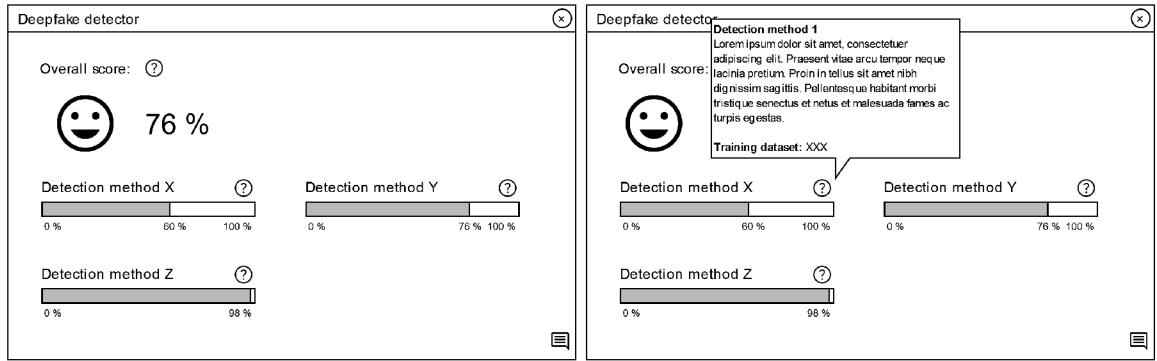 Deepfake detector
Overall score: ?
76 %
Detection method X ?
0 % 60 % 100 %
Detection method Y ?
0 % 76 % 100 %
Detection method Z ?
0 % 98 %
Deepfake detector
Detection method 1
Lorem ipsum dolor sit amet, consectetuer
adipiscing elit. Praesent vitae arcu tempor neque
lacinia pretium. Proin in tellus sit amet nibh
dignissim sagittis. Pellentesque habitant morbi
tristique senectus et netus et malesuada fames ac
turpis egestas.
Training dataset: XXX
Overall score:
Detection method X ?
0 % 60 % 100 %
Detection method Y ?
0 % 76 % 100 %
Detection method Z ?
0 % 98 %